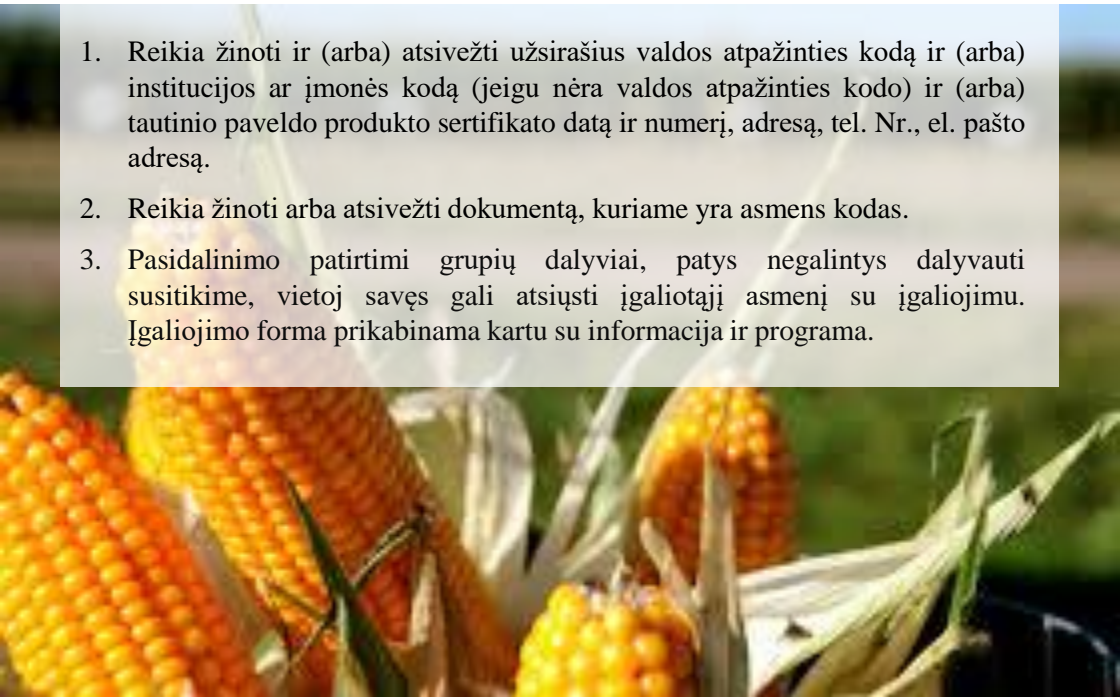 1. Reikia žinoti ir (arba) atsivežti užsirašius valdos atpažinties kodą ir (arba)
institucijos ar įmonės kodą (jeigu nėra valdos atpažinties kodo) ir (arba)
tautinio paveldo produkto sertifikato datą ir numerį, adresą, tel. Nr., el. pašto
adresą.
2. Reikia žinoti arba atsivežti dokumentą, kuriame yra asmens kodas.
3. Pasidalinimo patirtimi grupių dalyviai, patys negalintys dalyvauti
susitikime, vietoj savęs gali atsiųsti įgaliotąjį asmenį su įgaliojimu.
Įgaliojimo forma prikabinama kartu su informacija ir programa.